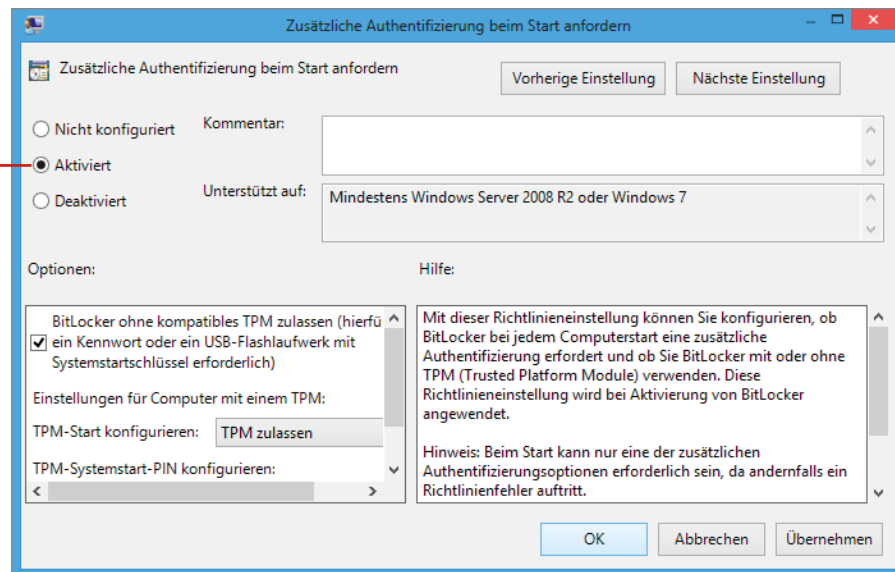 Zusätzliche Authentifizierung beim Start anfordern
Zusätzliche Authentifizierung beim Start anfordern
Vorherige Einstellung
Nächste Einstellung
Nicht konfiguriert
Kommentar:
Aktiviert
Deaktiviert
Unterstützt auf:
Mindestens Windows Server 2008 R2 oder Windows 7
Optionen:
Hilfe:
BitLocker ohne kompatibles TPM zulassen (hierfü
ein Kennwort oder ein USB-Flashlaufwerk mit
Systemstartschlüssel erforderlich)
Einstellungen für Computer mit einem TPM:
TPM-Start konfigurieren:
TPM zulassen
TPM-Systemstart-PIN konfigurieren:
Mit dieser Richtlinieneinstellung können Sie konfigurieren, ob
BitLocker bei jedem Computerstart eine zusätzliche
Authentifizierung erfordert und ob Sie BitLocker mit oder ohne
TPM (Trusted Platform Module) verwenden. Diese
Richtlinieneinstellung wird bei Aktivierung von BitLocker
angewendet.
Hinweis: Beim Start kann nur eine der zusätzlichen
Authentifizierungsoptionen erforderlich sein, da andernfalls ein
Richtlinienfehler auftritt.
OK
Abbrechen
Übernehmen